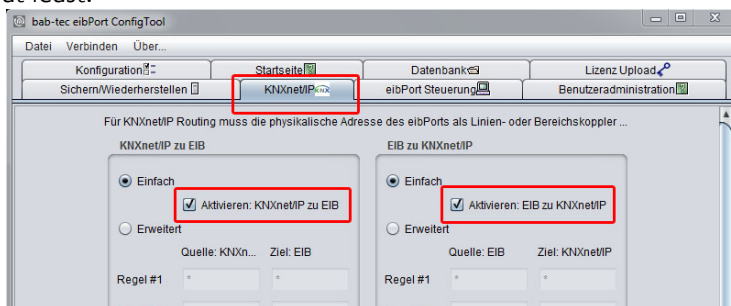 at least.
bab-tec eibPort ConfigTool
Datei Verbinden Über...
Konfiguration Startseite Datenbank Lizenz Upload
Sichern/Wiederherstellen KNXnet/IP KNX eibPort Steuerung Benutzeradministration
Für KNXnet/IP Routing muss die physikalische Adresse des eibPorts als Linien- oder Bereichskoppler ...
KNXnet/IP zu EIB EIB zu KNXnet/IP
Einfach Einfach
Aktivieren: KNXnet/IP zu EIB Aktivieren: EIB zu KNXnet/IP
Erweitert Erweitert
Quelle: KNXn... Ziel: EIB Quelle: EIB Ziel: KNXnet/IP
Regel #1 * * Regel #1 * *